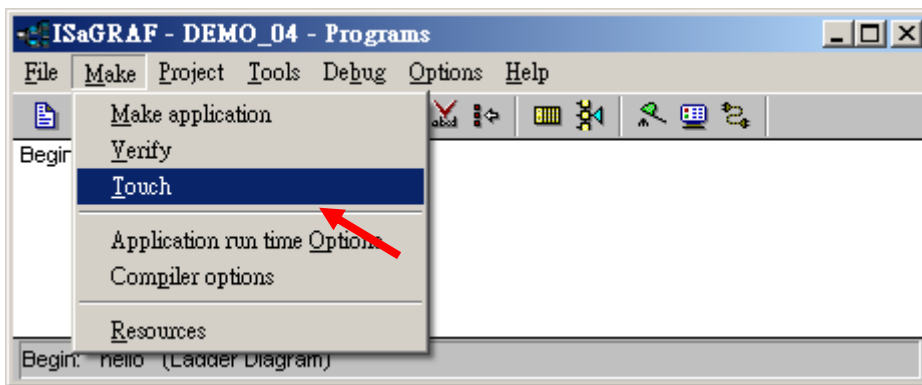 ISaGRAF - DEMO_04 - Programs
File Make Project Tools Debug Options Help
Make application
Verify
Touch
Application run time Options
Compiler options
Resources
Begin: hello (Ladder Diagram)